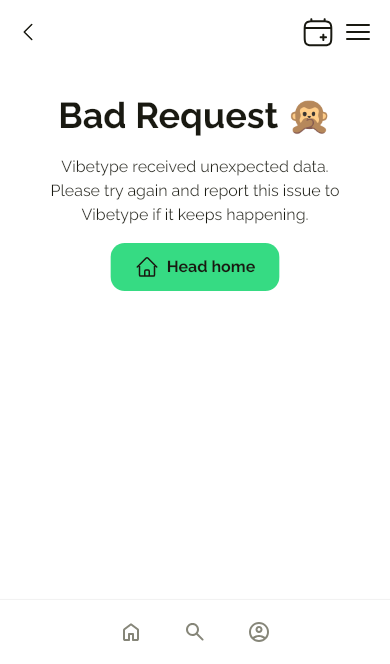 Bad Request 🙊
Vibetype received unexpected data.
Please try again and report this issue to
Vibetype if it keeps happening.
Head home